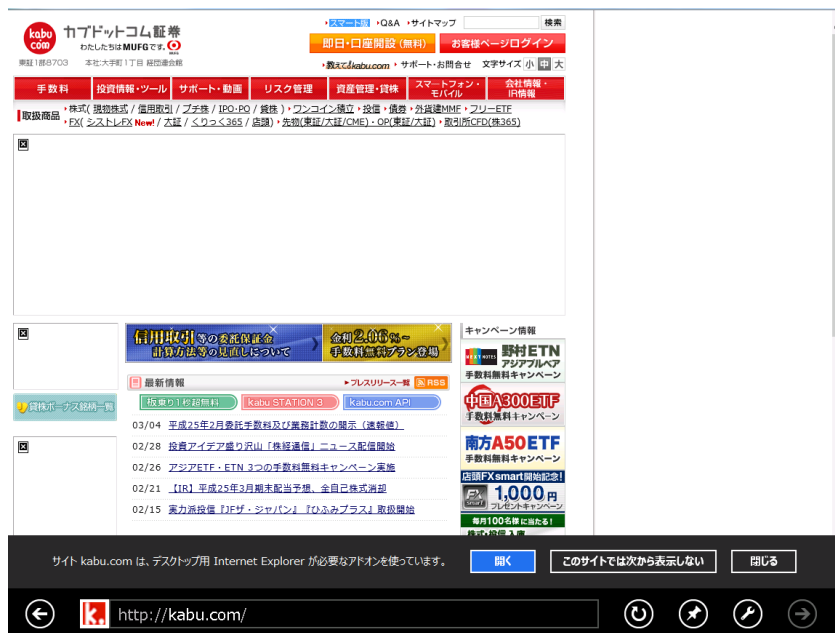 kabu
com
カブドットコム証券
わたしたちはMUFGです。
東証1部8703 本社:大手町1丁目 経団連会館
スマート版 Q&A サイトマップ 検索
即日・口座開設(無料) お客様ページログイン
教えてkabu.com サポート・お問合せ 文字サイズ 小 中 大
手数料 投資情報・ツール サポート・動画 リスク管理 資産管理・貸株 スマートフォン・モバイル 会社情報・IR情報
取扱商品
株式( 現物株式 / 信用取引 / プチ株 / IPO・PO / 貸株 ) ワンコイン積立 投信 債券 外貨建MMF フリーETF
FX( シストレFX New! / 大証 / くりっく365 / 店頭) 先物(東証/大証/CME)・OP(東証/大証) 取引所CFD(株365)
信用取引等の委託保証金
計算方法等の見直しについて
金利2.06%~
手数料無料プラン登場
貸株ボーナス銘柄一覧
最新情報 プレスリリース一覧 RSS
板乗り1秒超無料 kabu STATION 3 kabu.com API
03/04 平成25年2月委託手数料及び業務計数の開示(速報値)
02/28 投資アイデア盛り沢山「株経通信」ニュース配信開始
02/26 アジアETF・ETN 3つの手数料無料キャンペーン実施
02/21 【IR】平成25年3月期末配当予想、全自己株式消却
02/15 実力派投信『JFザ・ジャパン』『ひふみプラス』取扱開始
キャンペーン情報
NEXT NOTES 野村ETN
アジアブルベア
手数料無料キャンペーン
中国A300ETF
手数料無料キャンペーン
南方A50ETF
手数料無料キャンペーン
店頭FXsmart開始記念!
FX smart 1,000円
プレゼントキャンペーン
毎月100名様に当たる!
株式・投信 入庫
サイト kabu.com は、デスクトップ用 Internet Explorer が必要なアドオンを使っています。 開く このサイトでは次から表示しない 閉じる
k. http://kabu.com/